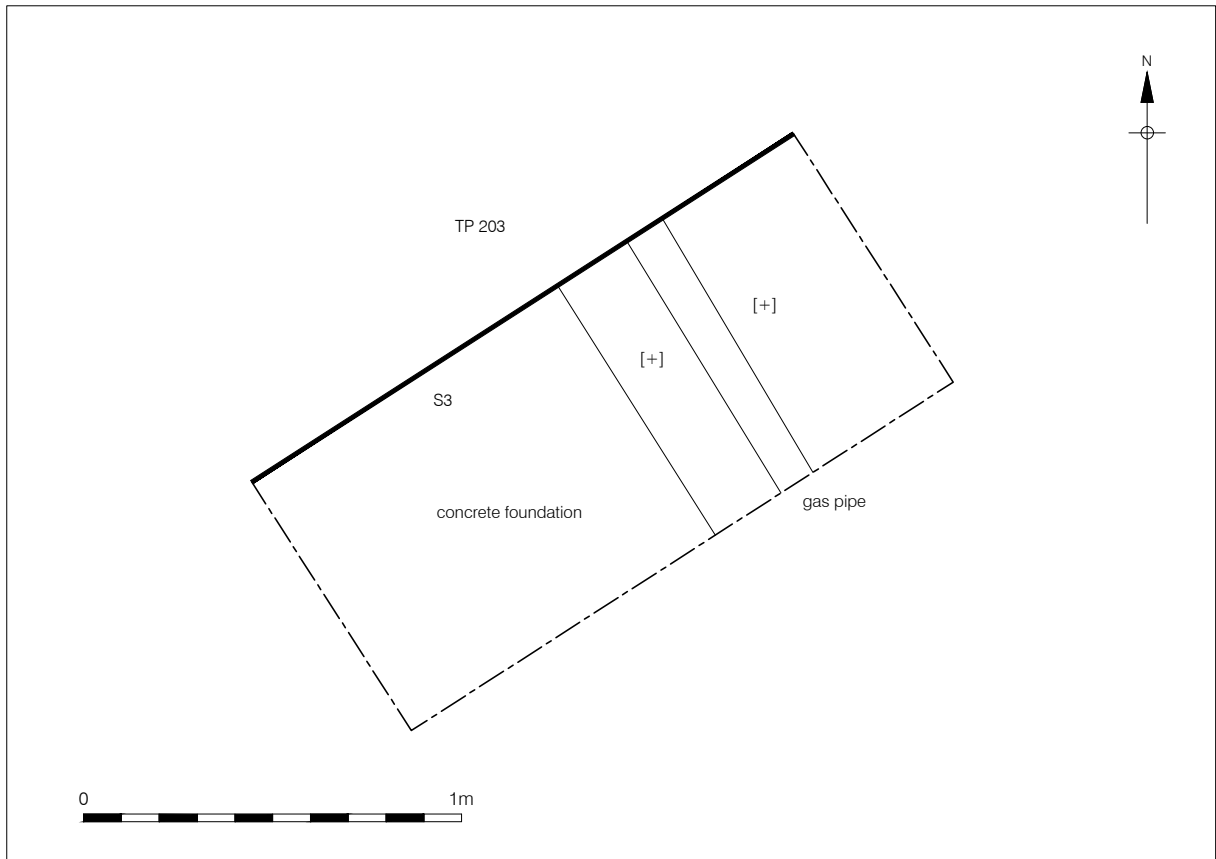 N
TP 203
[+]
[+]
S3
gas pipe
concrete foundation
0 1m